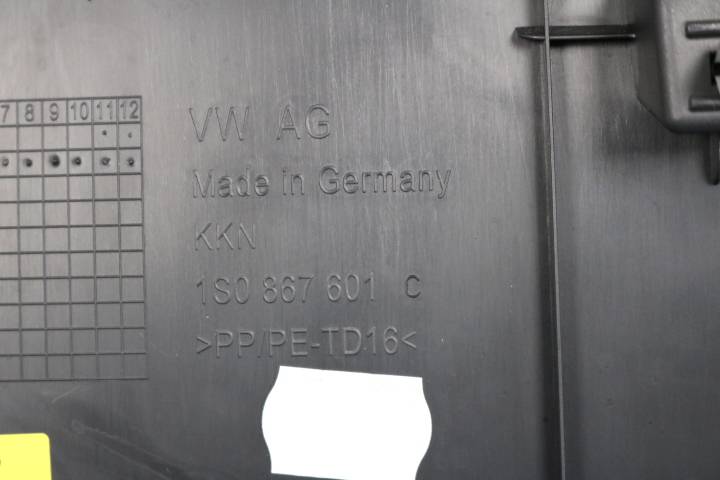 7 8 9 10 11 12
VW AG
Made in Germany
KKN
1S0 867 601 C
>PP/PE-TD16<